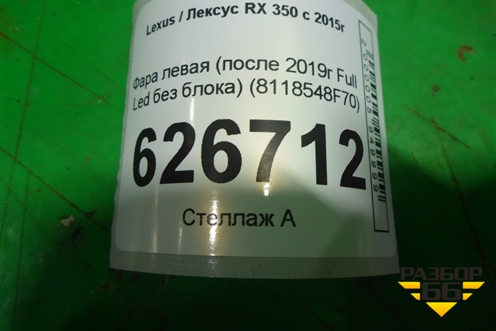 Lexus / Лексус RX 350 с 2015г
Фара левая (после 2019г Full
Led без блока) (8118548F70)
626712
Стеллаж А
РАЗБОР
66